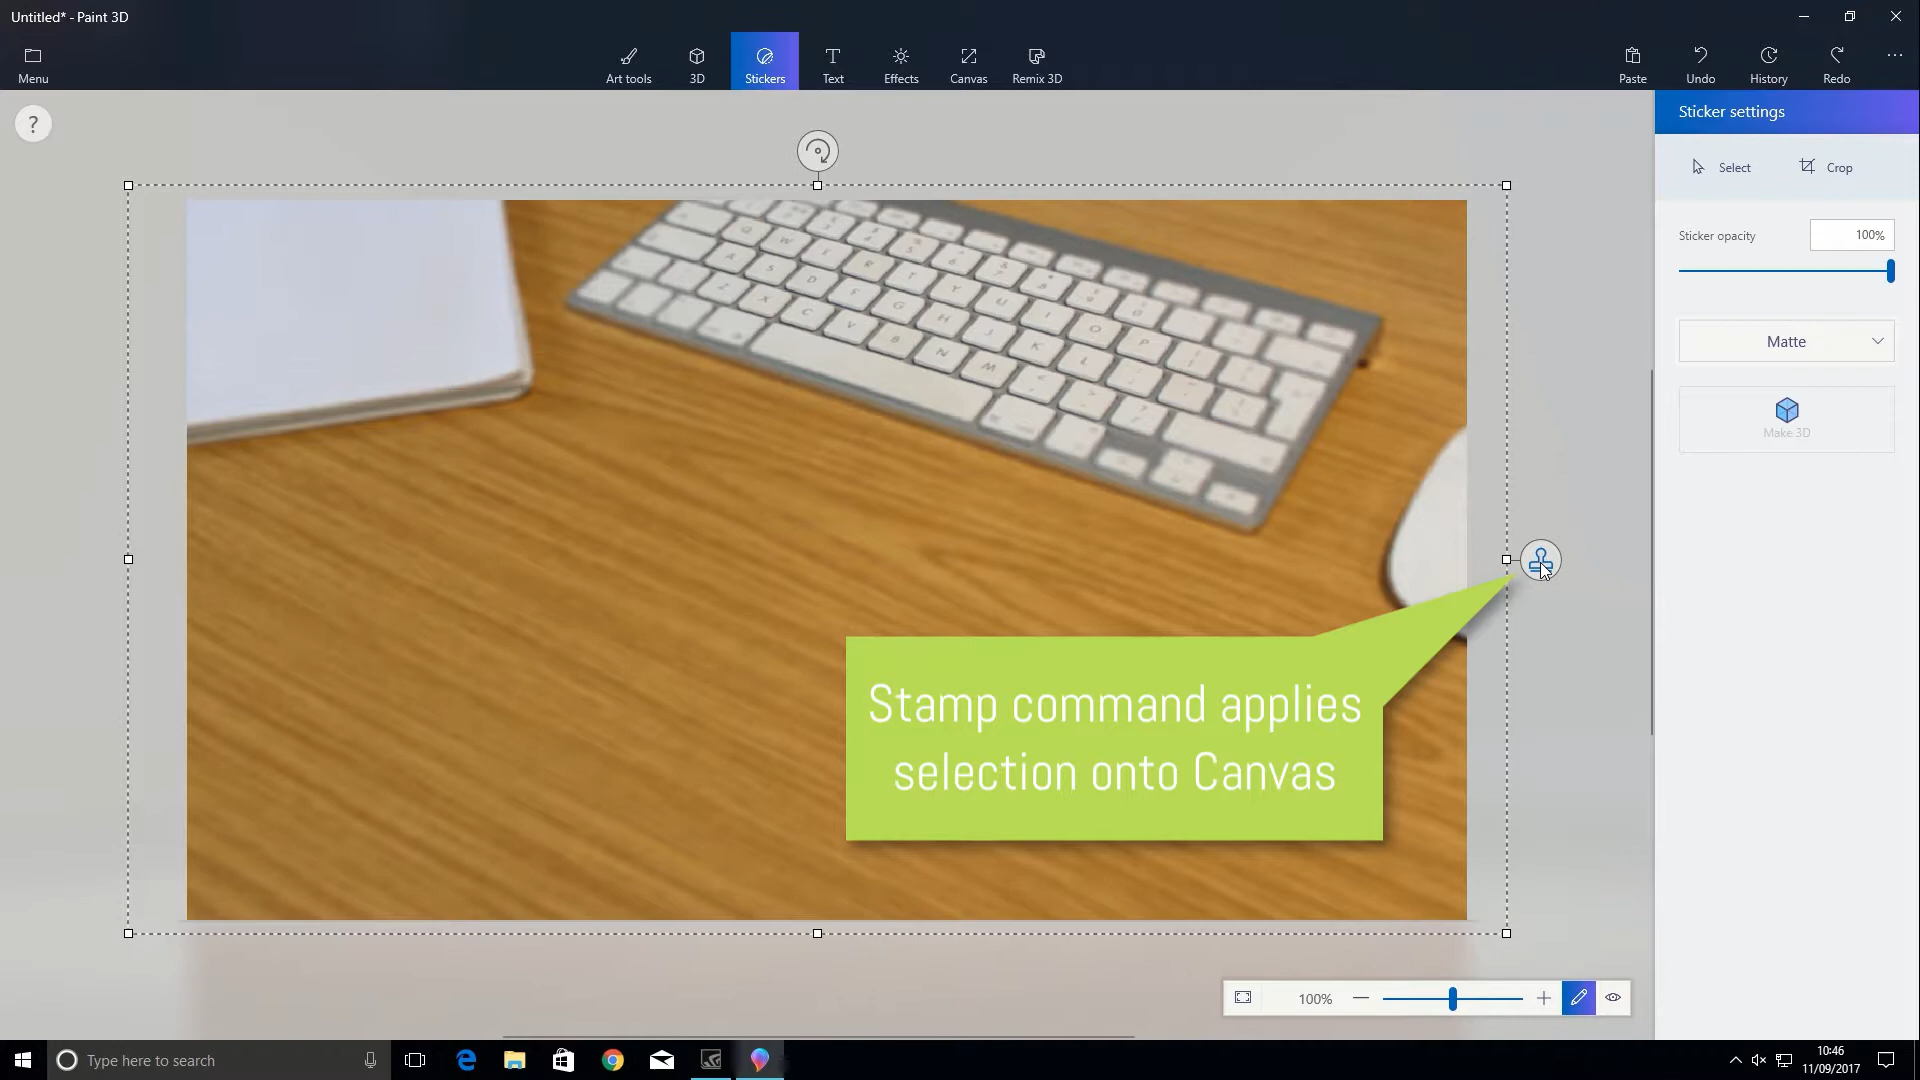 Untitled* - Paint 3D
Menu
Art tools
3D
Stickers
Text
Effects
Canvas
Remix 3D
Paste
Undo
History
Redo
?
Sticker settings
Select
Crop
Sticker opacity
100%
Matte
Make 3D
Stamp command applies
selection onto Canvas
100%
Type here to search
10:46
11/09/2017